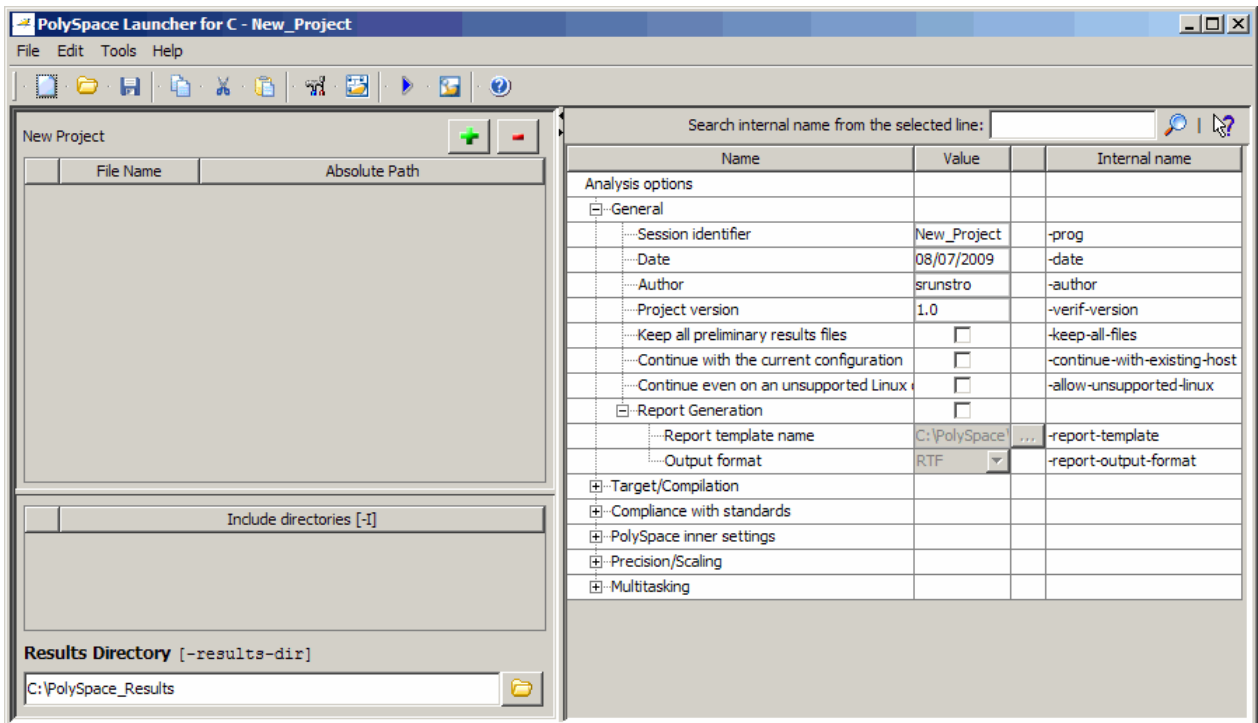 PolySpace Launcher for C - New_Project
File Edit Tools Help
New Project
File Name Absolute Path
Include directories [-I]
Results Directory [-results-dir]
C:\PolySpace_Results
Search internal name from the selected line:
Name Value Internal name
Analysis options
General
Session identifier New_Project -prog
Date 08/07/2009 -date
Author srunstro -author
Project version 1.0 -verif-version
Keep all preliminary results files -keep-all-files
Continue with the current configuration -continue-with-existing-host
Continue even on an unsupported Linux -allow-unsupported-linux
Report Generation
Report template name C:\PolySpace\ ... -report-template
Output format RTF -report-output-format
Target/Compilation
Compliance with standards
PolySpace inner settings
Precision/Scaling
Multitasking